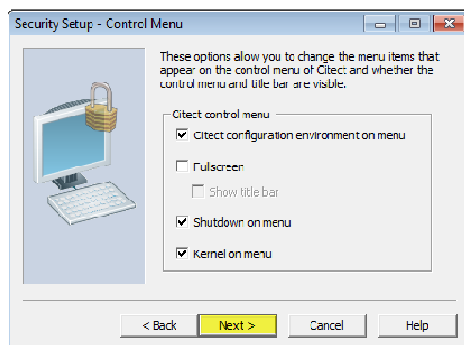 Security Setup - Control Menu
These options allow you to change the menu items that
appear on the control menu of Citect and whether the
control menu and title bar are visible.
Citect control menu
Citect configuration environment on menu
Fullscreen
Show title bar
Shutdown on menu
Kernel on menu
< Back Next > Cancel Help